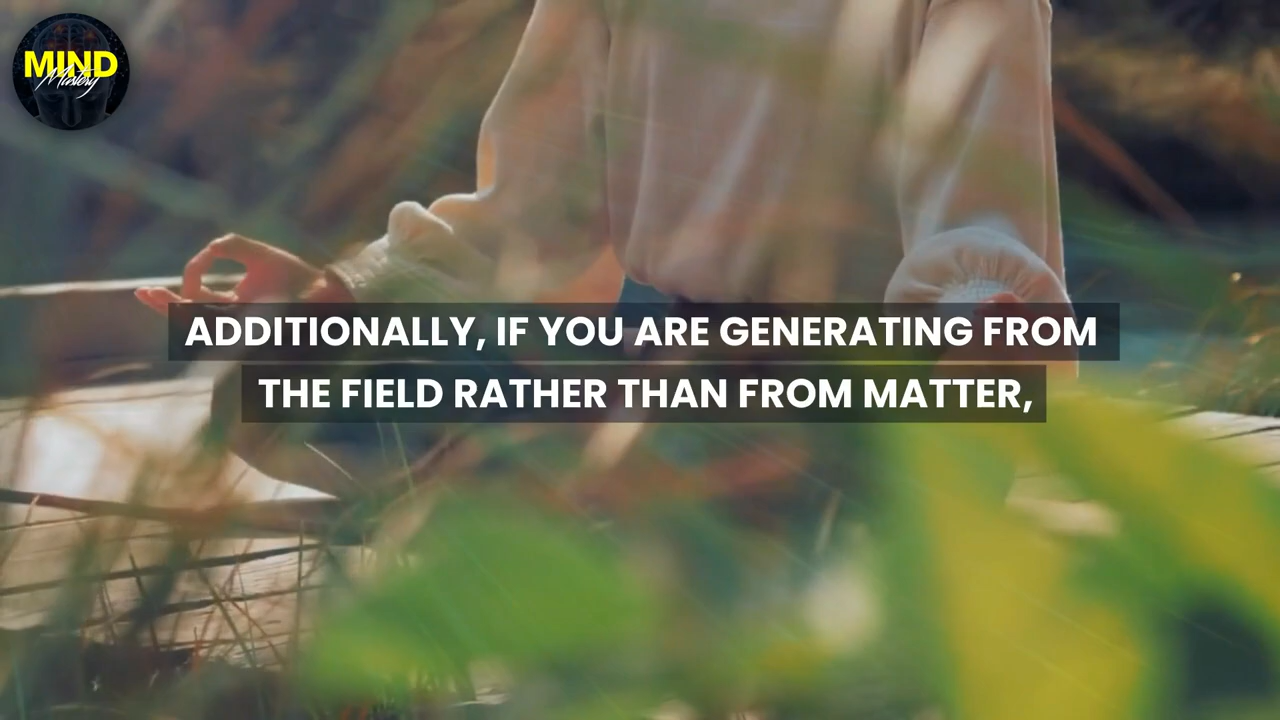 MIND
Mastery
ADDITIONALLY, IF YOU ARE GENERATING FROM
THE FIELD RATHER THAN FROM MATTER,